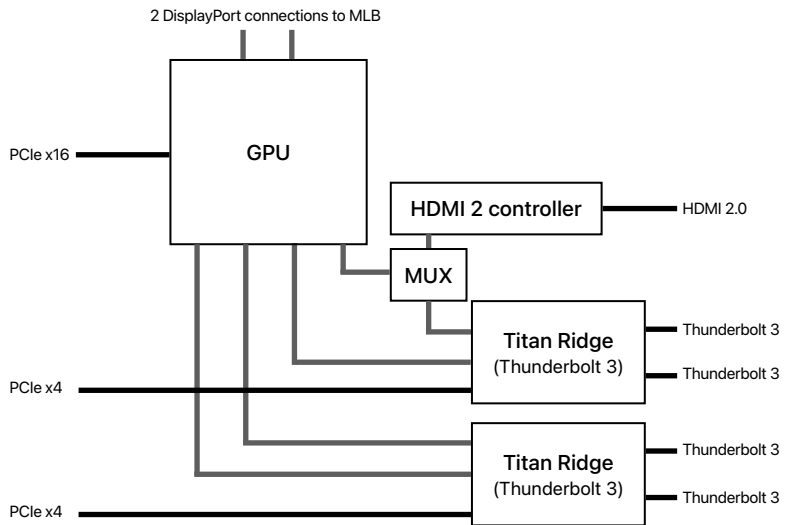 2 DisplayPort connections to MLB
PCIe x16
GPU
HDMI 2 controller
HDMI 2.0
MUX
Titan Ridge
(Thunderbolt 3)
Thunderbolt 3
Thunderbolt 3
PCIe x4
Titan Ridge
(Thunderbolt 3)
Thunderbolt 3
Thunderbolt 3
PCIe x4